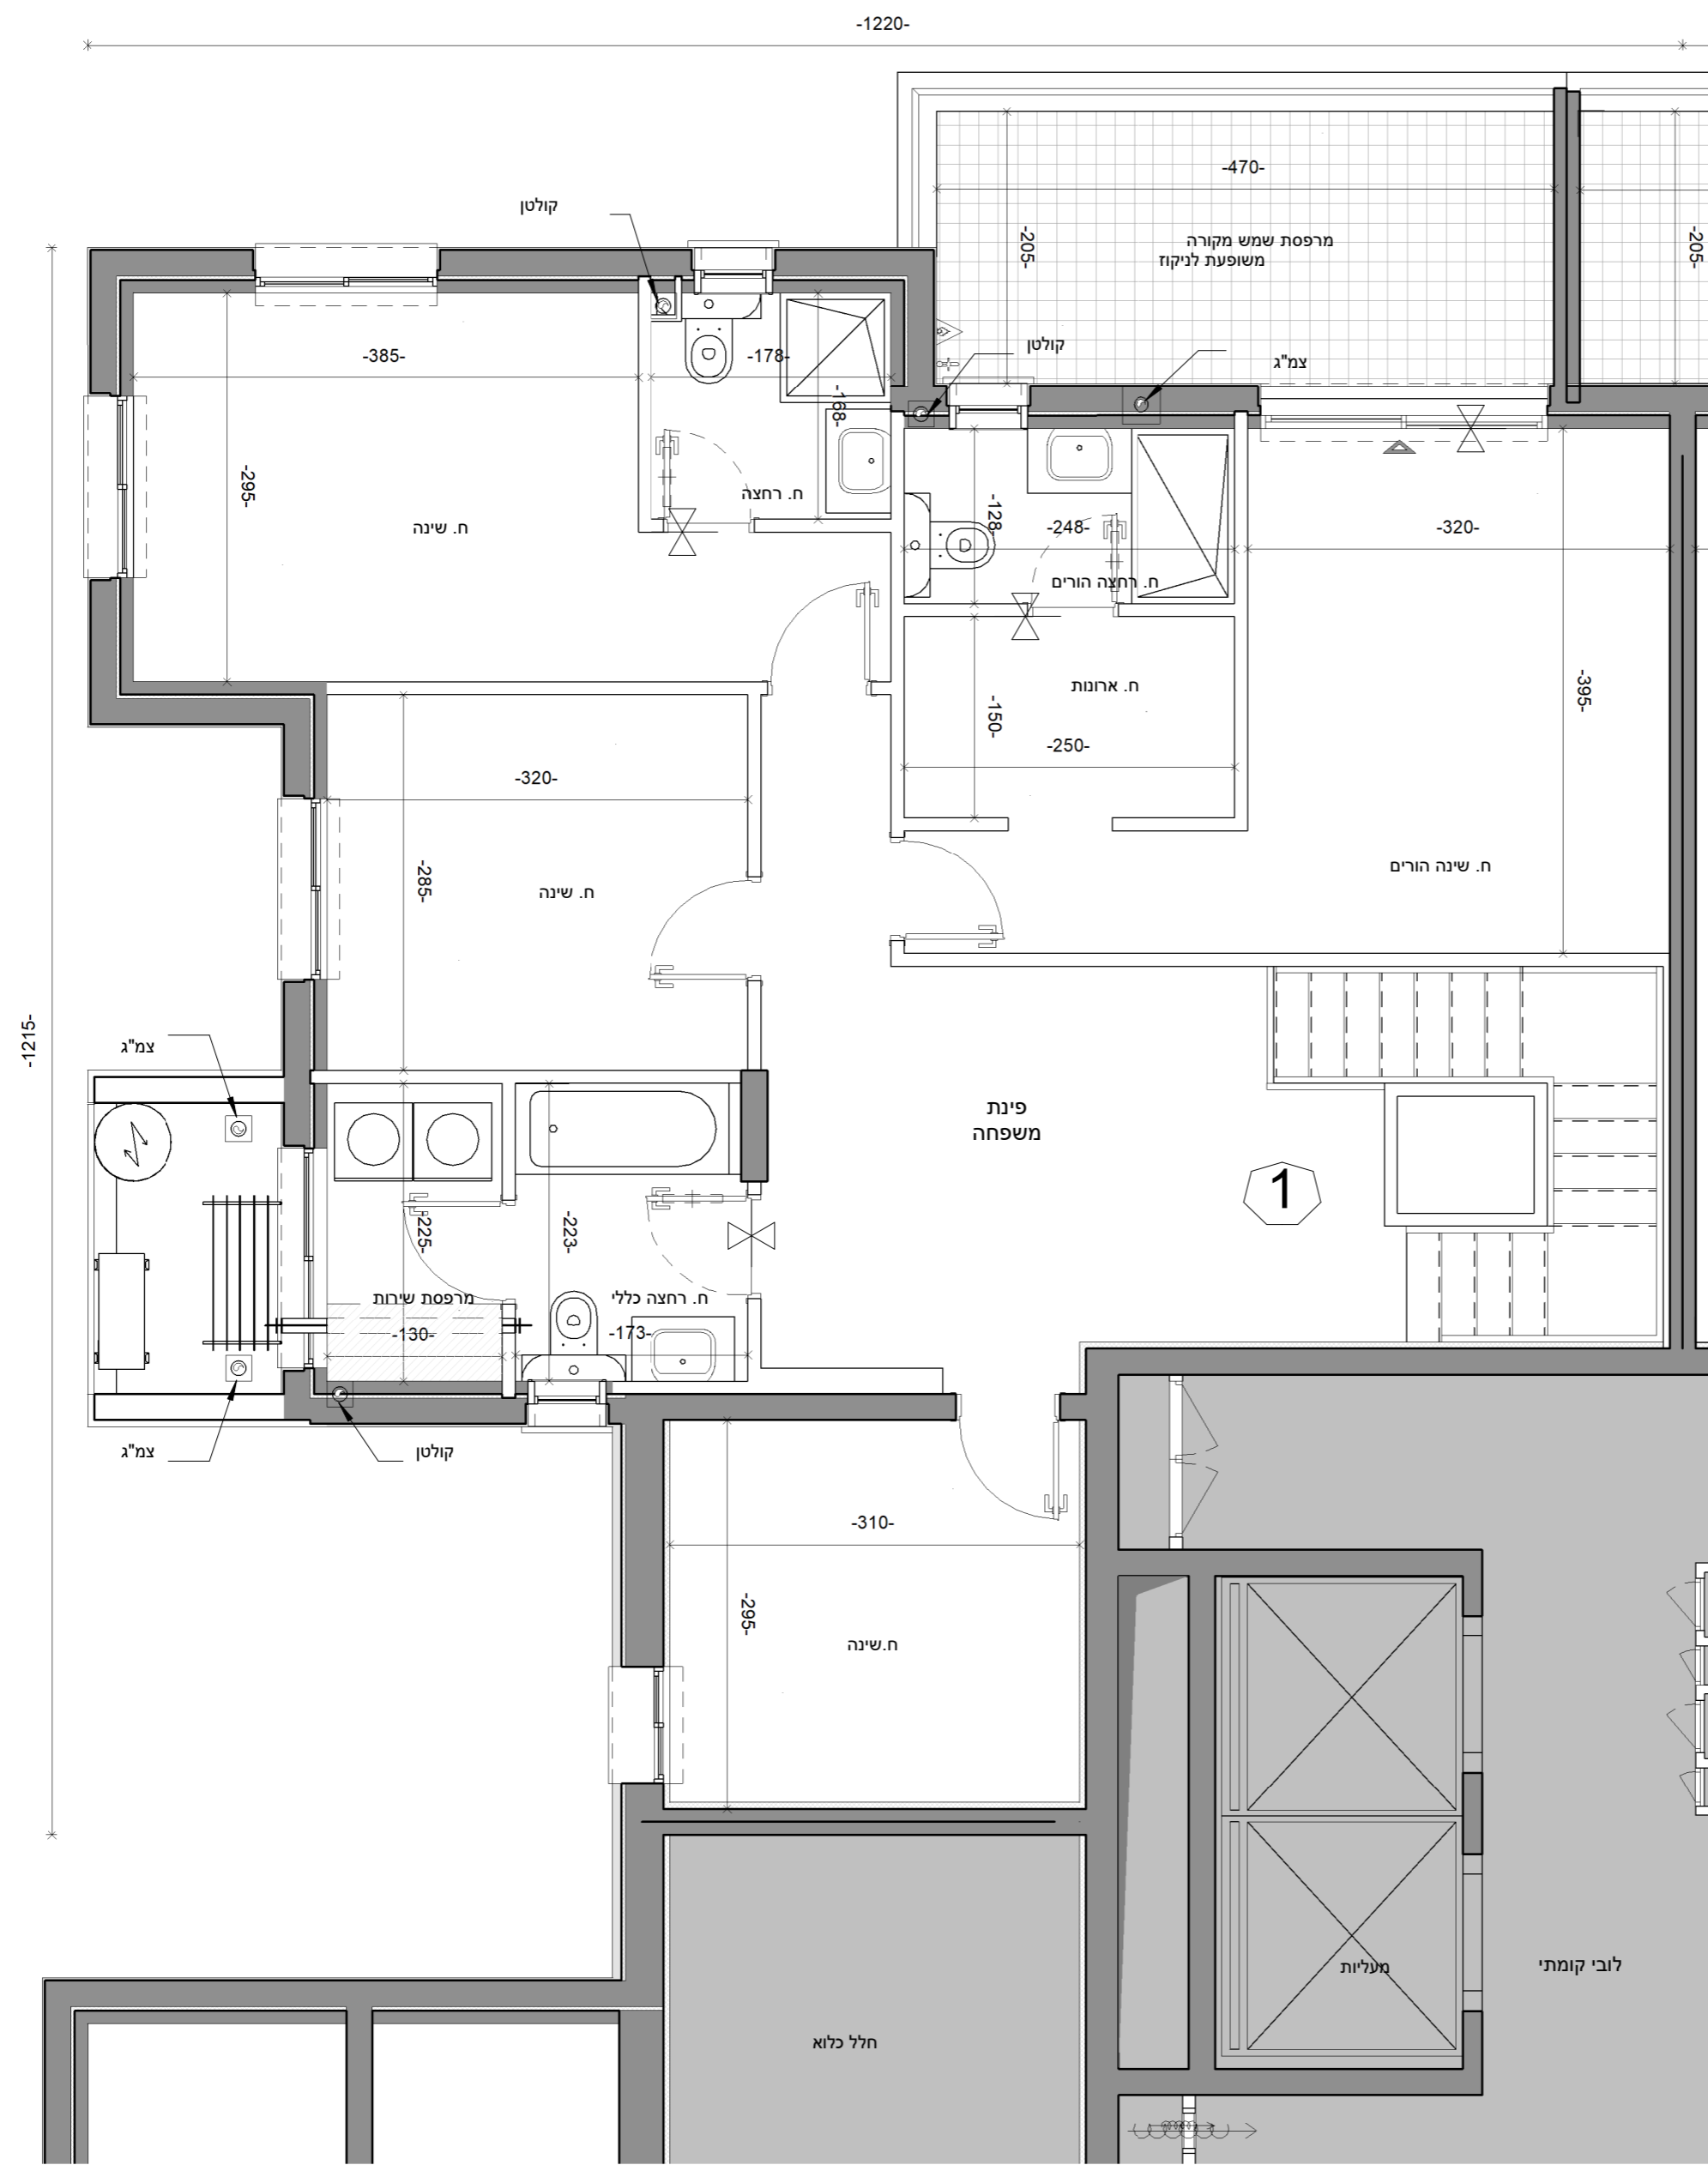 -1220-
-470-
קולטן
-205-
מרפסת שמש מקורה
משופעת לניקוז
-205-
קולטן
צמ"ג
-385-
-178-
-168-
-295-
ח. רחצה
ח. שינה
-128-
-248-
-320-
ח. רחצה הורים
ח. ארונות
-395-
-150-
-250-
-320-
ח. שינה הורים
-285-
ח. שינה
-1215-
צמ"ג
פינת
משפחה
1
-225-
-223-
מרפסת שירות
ח. רחצה כללי
-130-
-173-
צמ"ג
קולטן
-310-
-295-
ח.שינה
מעליות
לובי קומתי
חלל כלוא